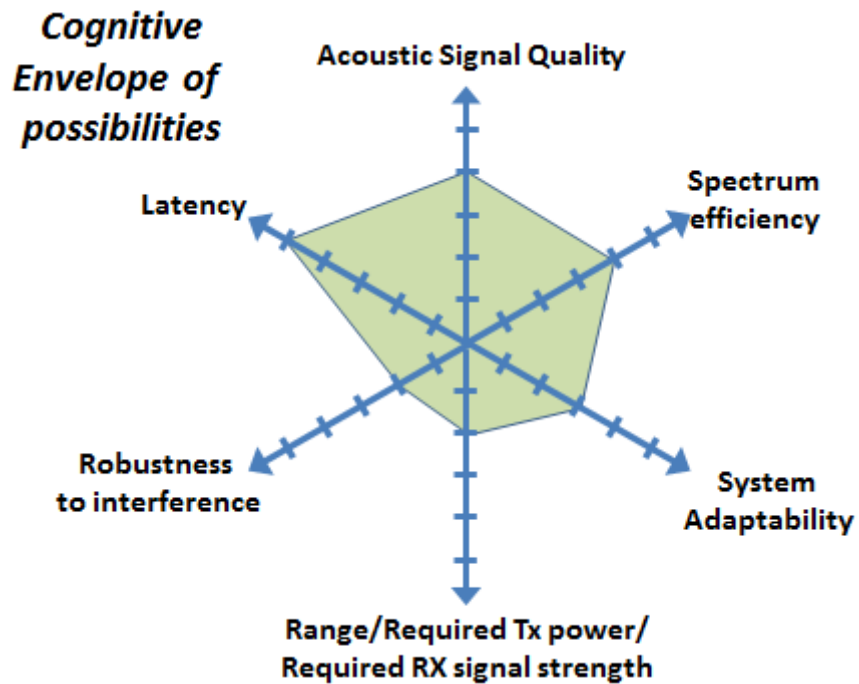 Cognitive
Envelope of
possibilities
Acoustic Signal Quality
Spectrum
efficiency
Latency
Robustness
to interference
System
Adaptability
Range/Required Tx power/
Required RX signal strength